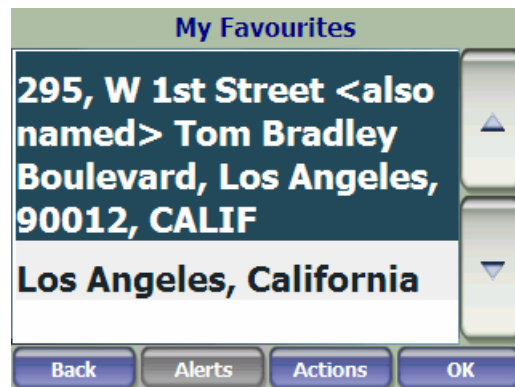 My Favourites
295, W 1st Street <also
named> Tom Bradley
Boulevard, Los Angeles,
90012, CALIF
Los Angeles, California
Back Alerts Actions OK